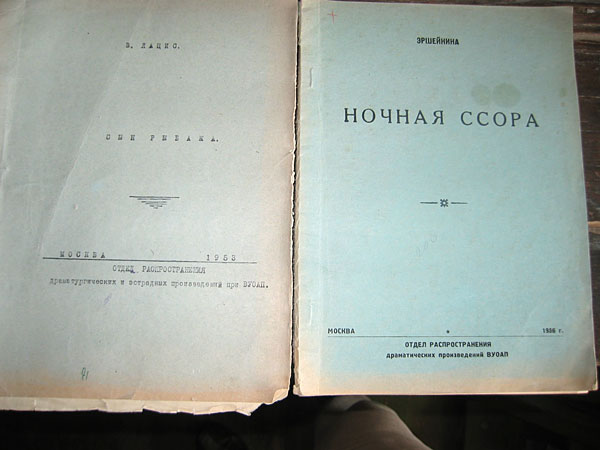 В. ЛАЦИС.
СЫН РЫБАКА.
МОСКВА 1953
ОТДЕЛ РАСПРОСТРАНЕНИЯ
драматургических и эстрадных произведений при ВУОАП.
ЭРШЕЙНИНА
НОЧНАЯ ССОРА
МОСКВА 1956 г.
ОТДЕЛ РАСПРОСТРАНЕНИЯ
драматических произведений ВУОАП